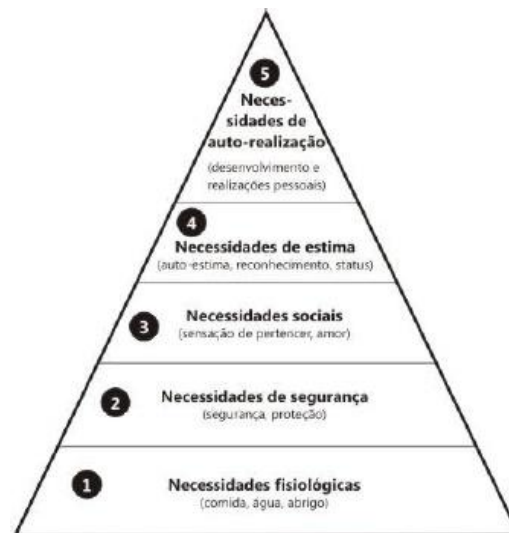 5
Neces-
sidades de
auto-realização
(desenvolvimento e
realizações pessoais)
4
Necessidades de estima
(auto-estima, reconhecimento, status)
3
Necessidades sociais
(sensação de pertencer, amor)
2
Necessidades de segurança
(segurança, proteção)
1
Necessidades fisiológicas
(comida, água, abrigo)